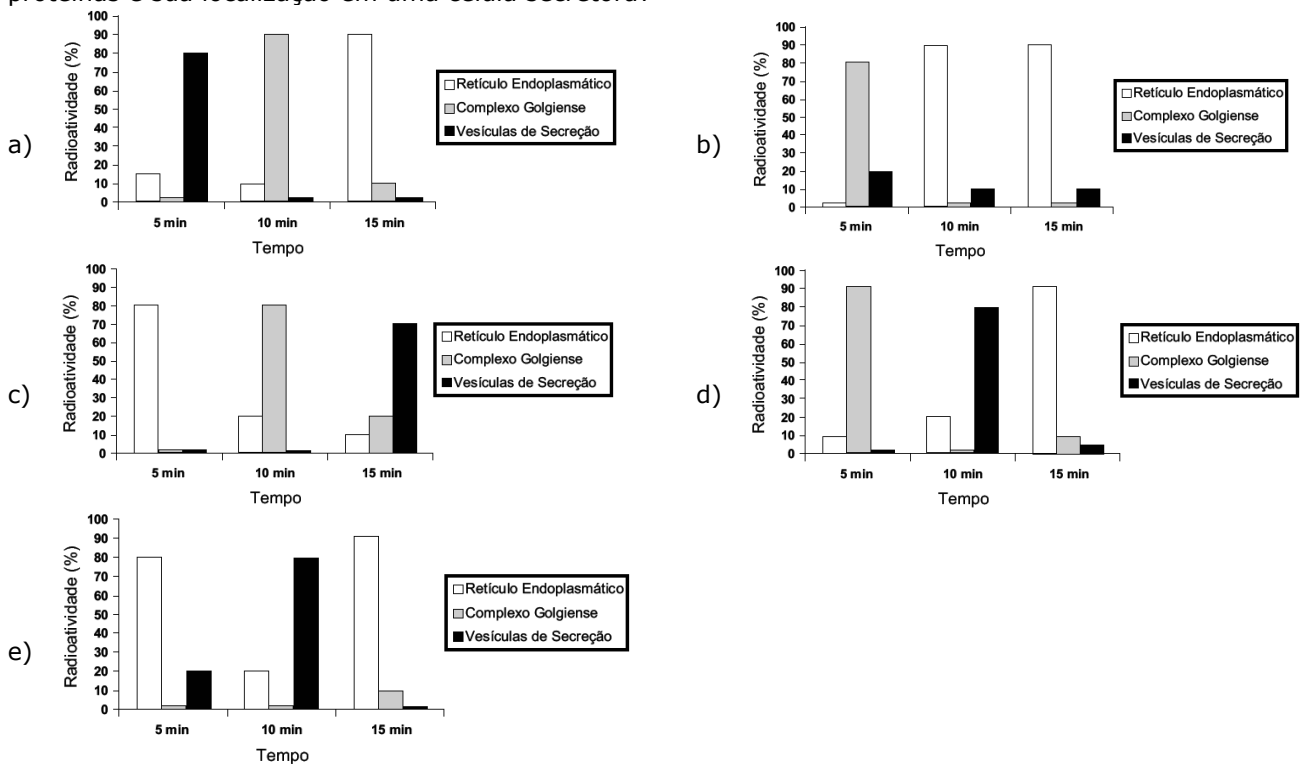 proteínas e sua localização em uma célula secretora?
a)
Radioatividade (%)
100
90
80
70
60
50
40
30
20
10
0
5 min 10 min 15 min
Tempo
Retículo Endoplasmático
Complexo Golgiense
Vesículas de Secreção
b)
Radioatividade (%)
100
90
80
70
60
50
40
30
20
10
0
5 min 10 min 15 min
Tempo
Retículo Endoplasmático
Complexo Golgiense
Vesículas de Secreção
c)
Radioatividade (%)
100
90
80
70
60
50
40
30
20
10
0
5 min 10 min 15 min
Tempo
Retículo Endoplasmático
Complexo Golgiense
Vesículas de Secreção
d)
Radioatividade (%)
100
90
80
70
60
50
40
30
20
10
0
5 min 10 min 15 min
Tempo
Retículo Endoplasmático
Complexo Golgiense
Vesículas de Secreção
e)
Radioatividade (%)
100
90
80
70
60
50
40
30
20
10
0
5 min 10 min 15 min
Tempo
Retículo Endoplasmático
Complexo Golgiense
Vesículas de Secreção